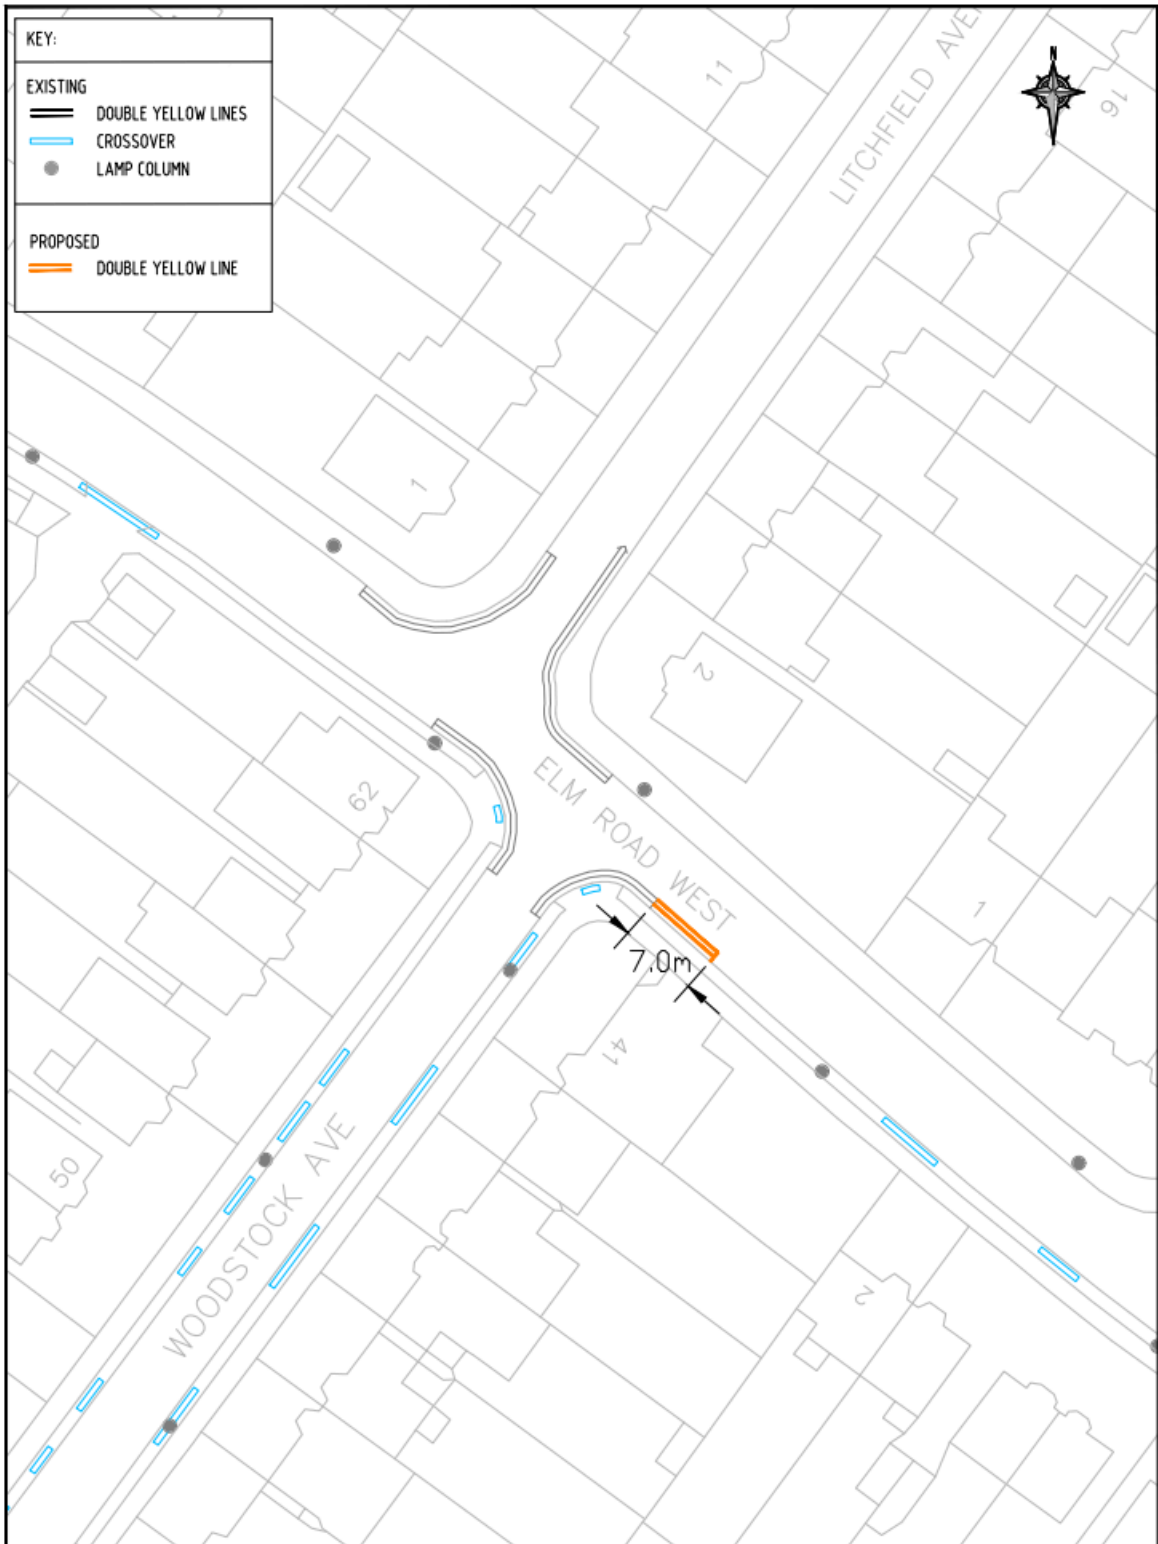 KEY:
EXISTING
DOUBLE YELLOW LINES
CROSSOVER
LAMP COLUMN
PROPOSED
DOUBLE YELLOW LINE
N
11
LITCHFIELD AVE
16
1
2
62
ELM ROAD WEST
1
7.0m
41
50
WOODSTOCK AVE
2